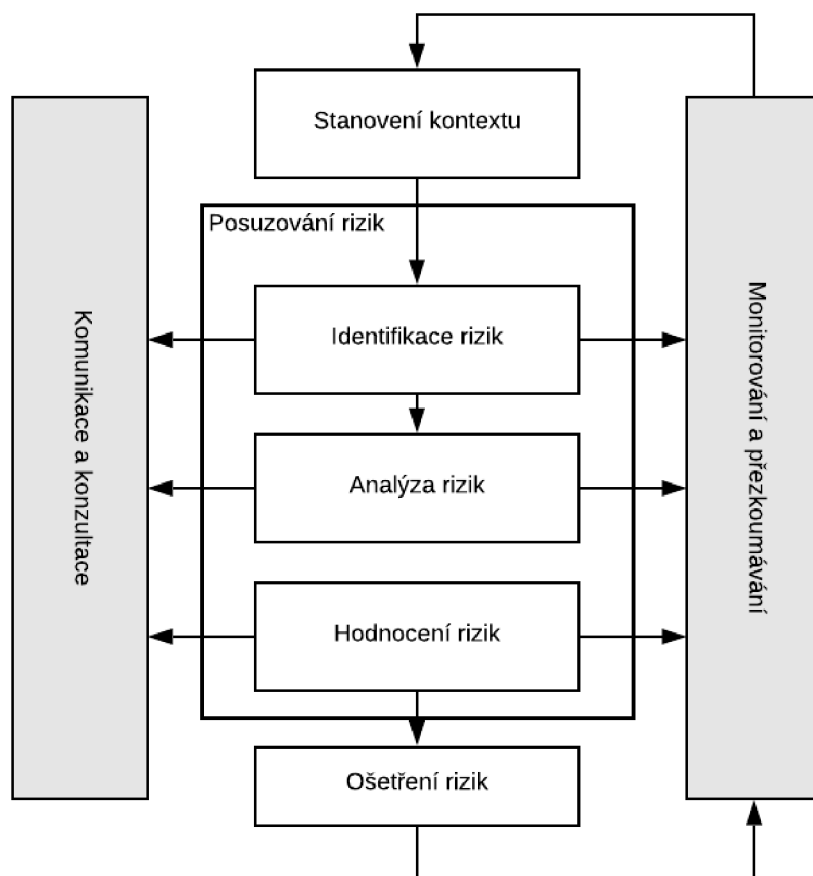 Stanovení kontextu
Posuzování rizik
Identifikace rizik
Analýza rizik
Hodnocení rizik
Ošetření rizik
Komunikace a konzultace
Monitorování a přezkoumávání